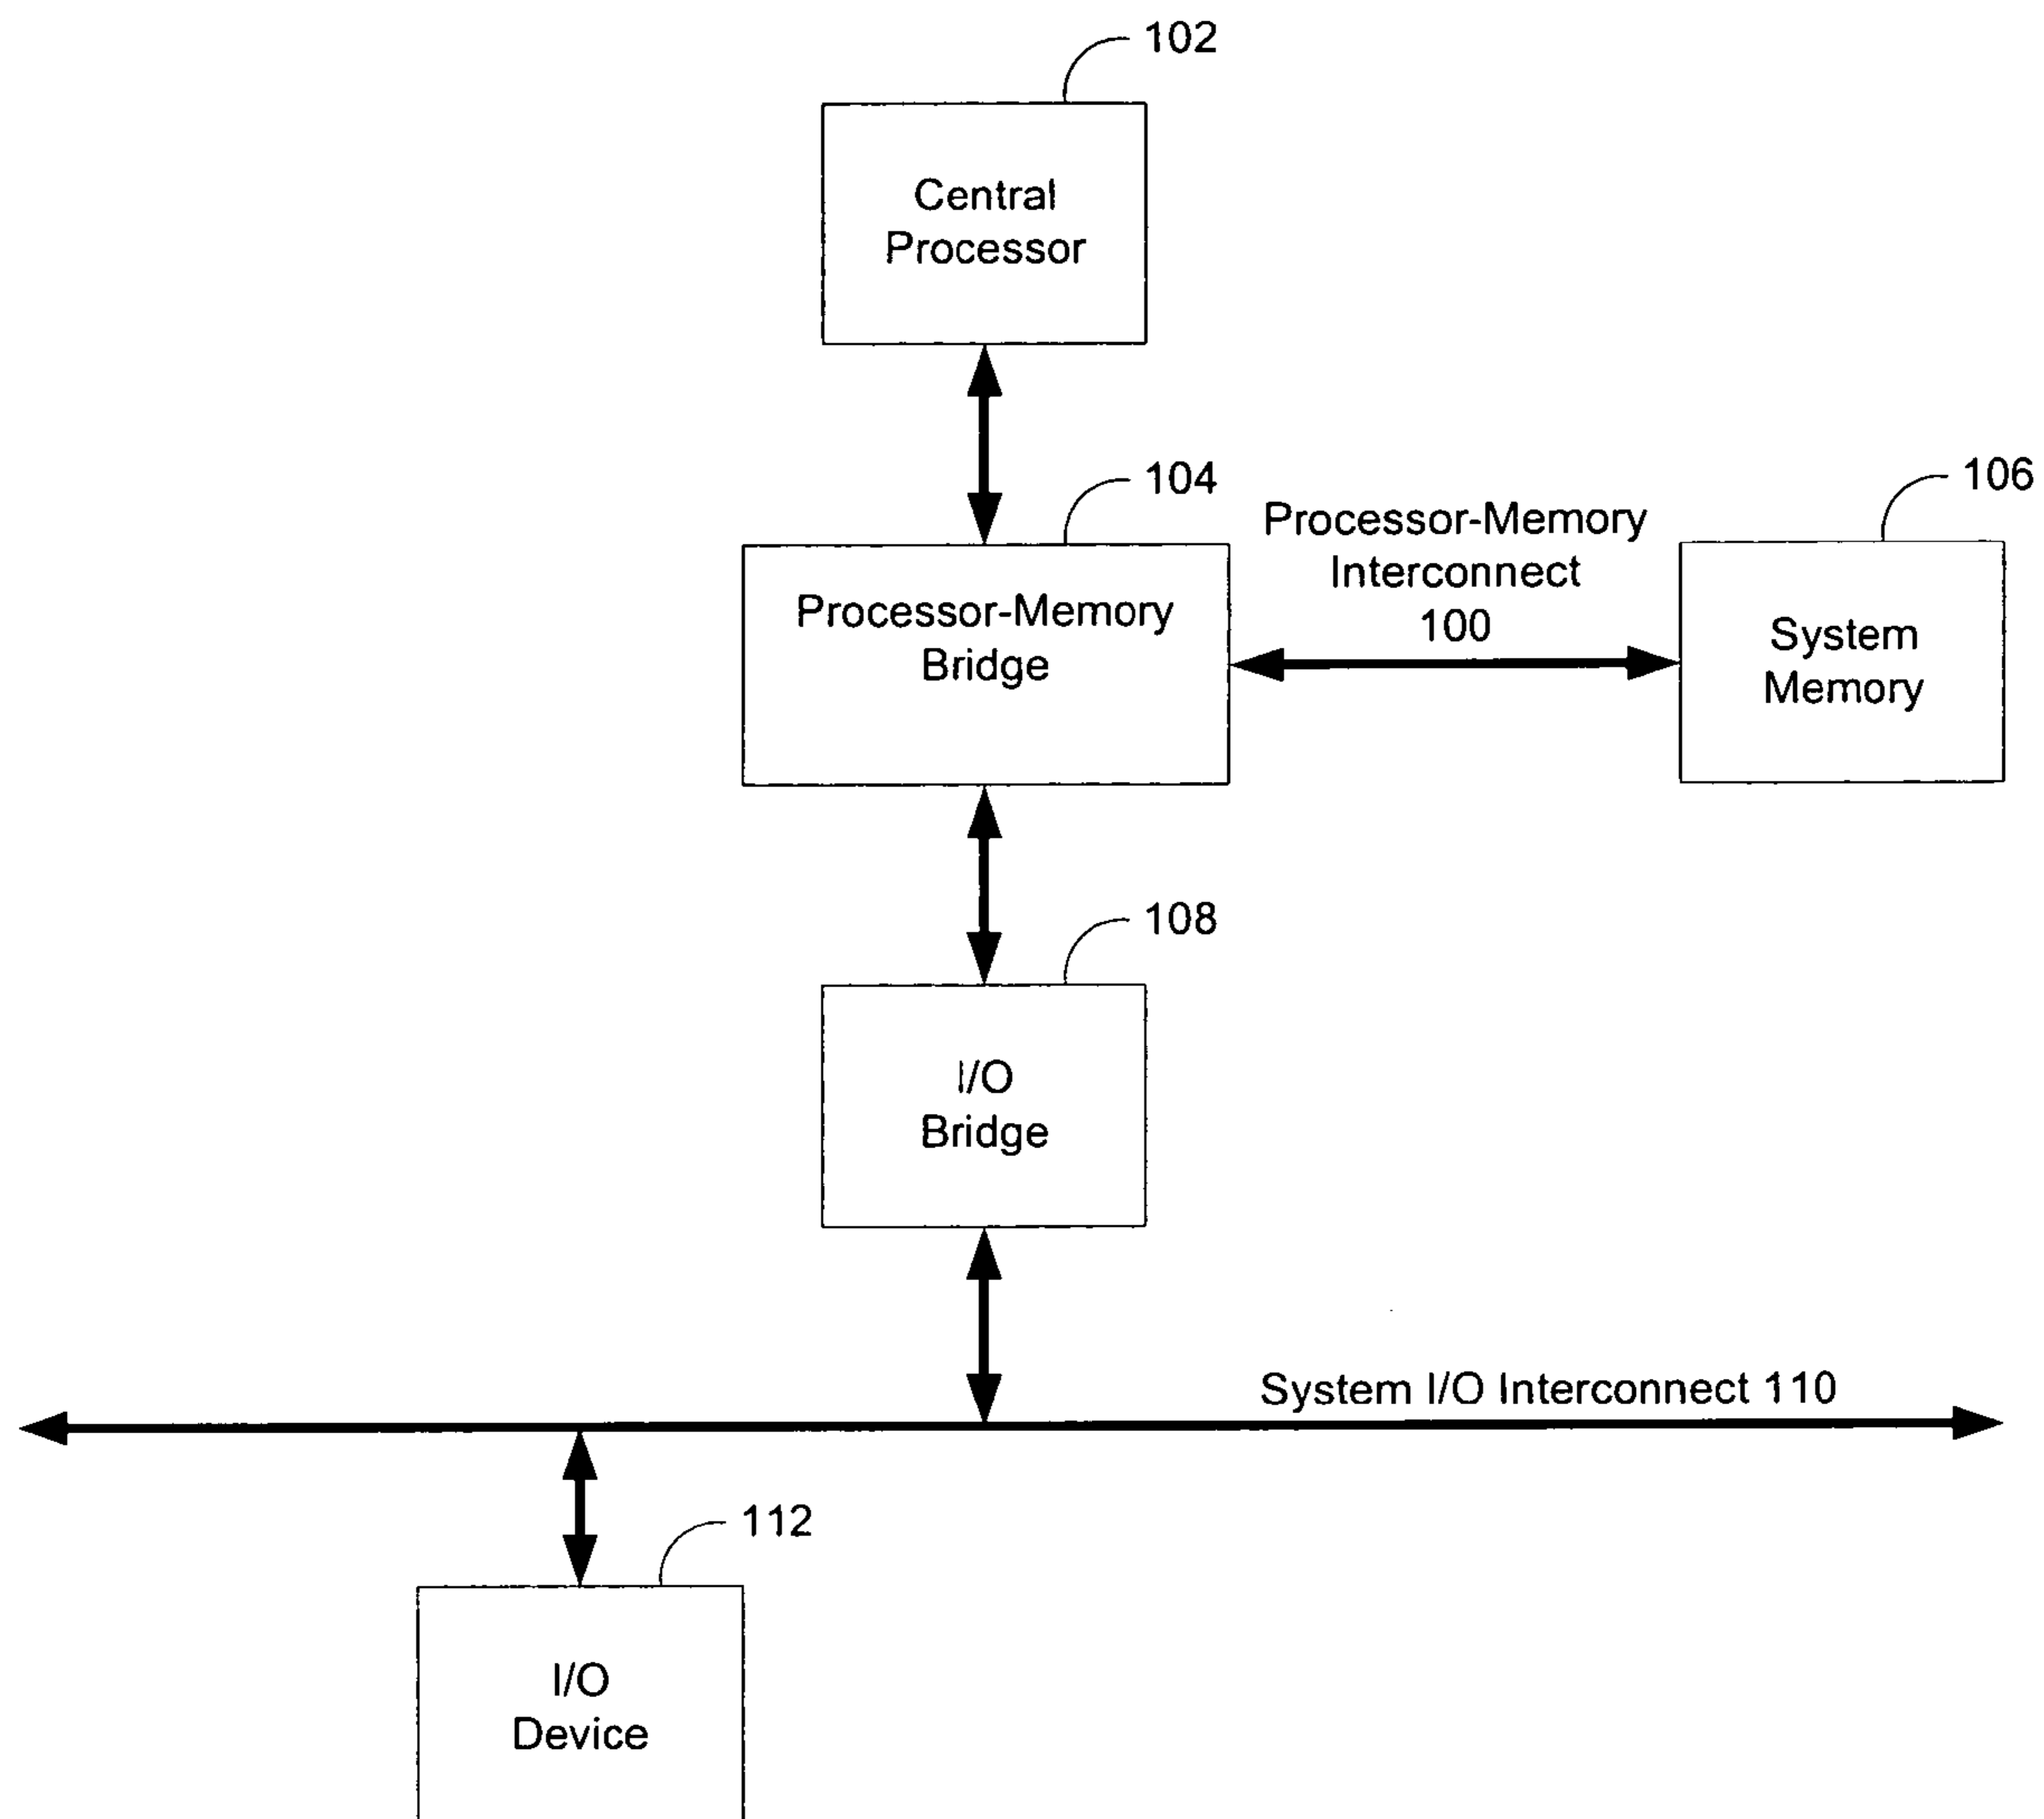 102
Central
Processor
104
106
Processor-Memory
Interconnect
100
Processor-Memory
Bridge
System
Memory
108
I/O
Bridge
System I/O Interconnect 110
112
I/O
Device